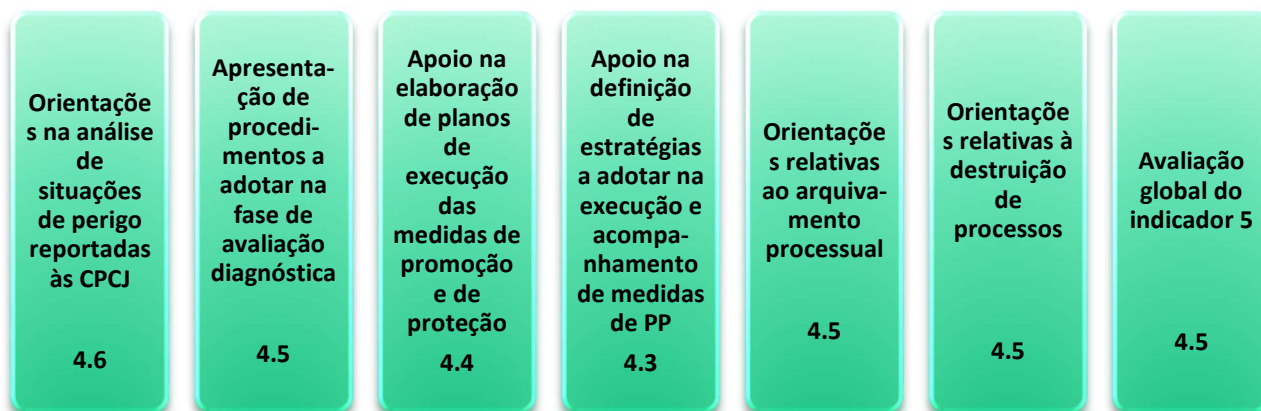 Orientaçõe
s na análise
de
situações
de perigo
reportadas
às CPCJ
4.6
Apresenta-
ção de
procedi-
mentos a
adotar na
fase de
avaliação
diagnóstica
4.5
Apoio na
elaboração
de planos
de
execução
das
medidas de
promoção
e de
proteção
4.4
Apoio na
definição
de
estratégias
a adotar na
execução e
acompa-
nhamento
de medidas
de PP
4.3
Orientaçõe
s relativas
ao arquiva-
mento
processual
4.5
Orientaçõe
s relativas à
destruição
de
processos
4.5
Avaliação
global do
indicador 5
4.5